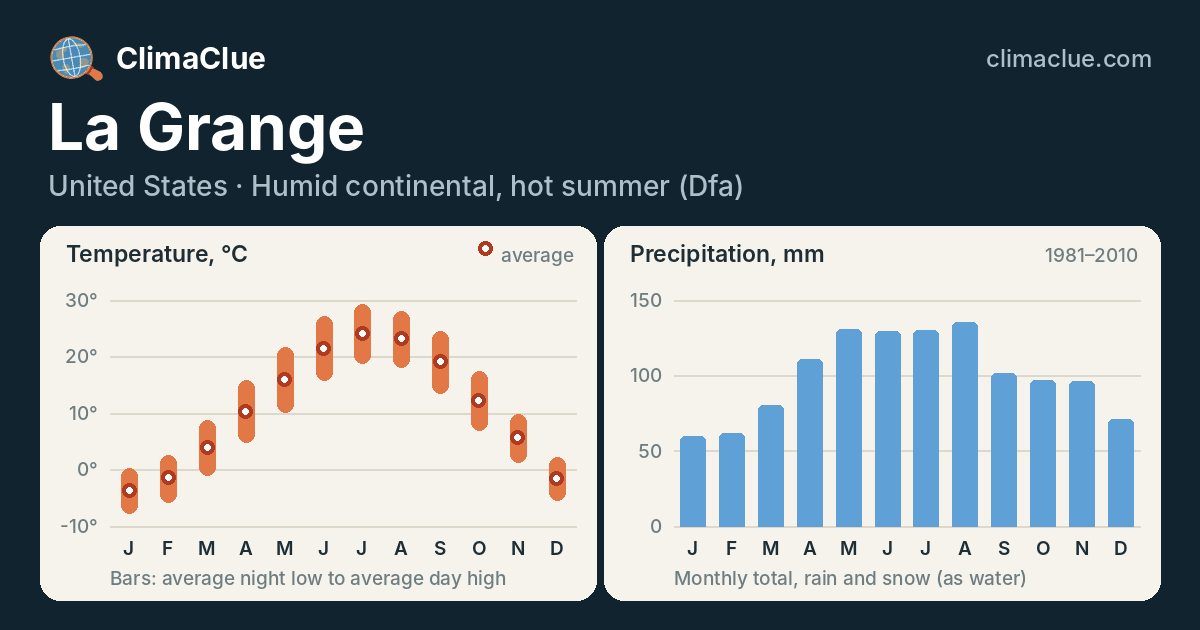 ClimaClue
climaclue.com
La Grange
United States · Humid continental, hot summer (Dfa)
Temperature, °C
average
30°
20°
10°
0°
-10°
J F M A M J J A S O N D
Bars: average night low to average day high
Precipitation, mm
1981–2010
150
100
50
0
J F M A M J J A S O N D
Monthly total, rain and snow (as water)